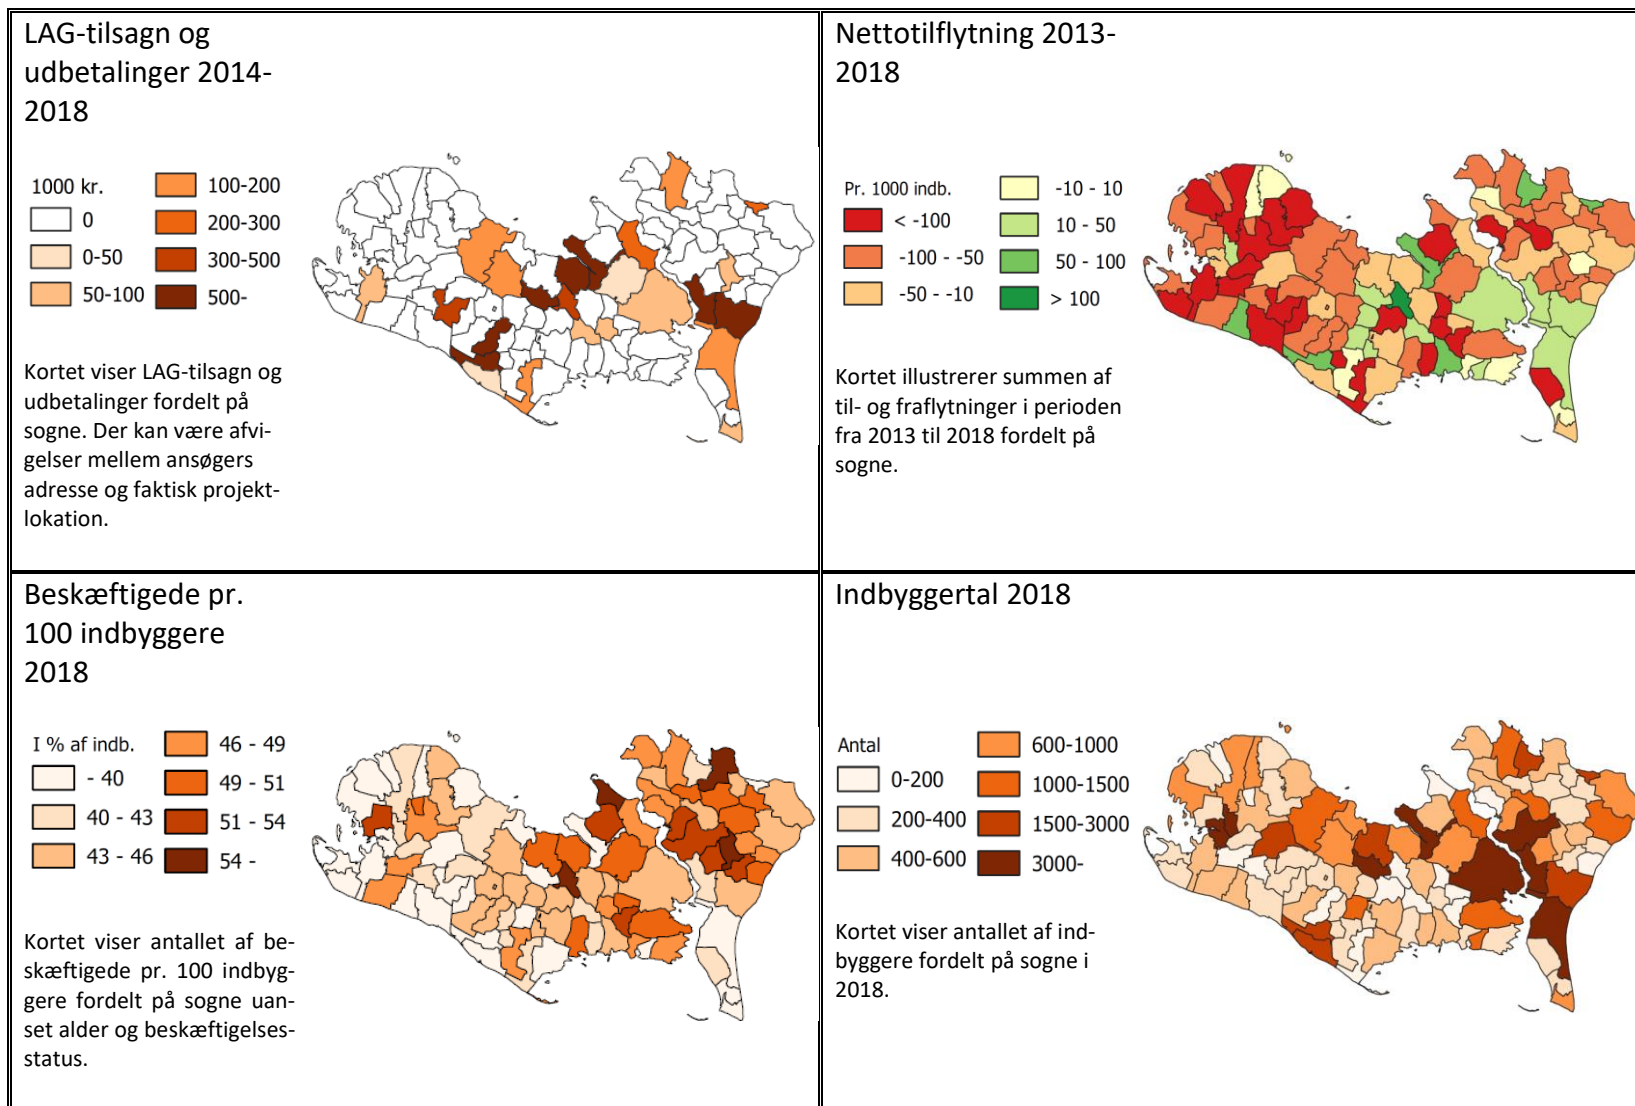 LAG-tilsagn og
udbetalinger 2014-
2018
1000 kr.
0
0-50
50-100
100-200
200-300
300-500
500-
Kortet viser LAG-tilsagn og
udbetalinger fordelt på
sogne. Der kan være afvi-
gelser mellem ansøgers
adresse og faktisk projekt-
lokation.
Nettotilflytning 2013-
2018
Pr. 1000 indb.
< -100
-100 - -50
-50 - -10
-10 - 10
10 - 50
50 - 100
> 100
Kortet illustrerer summen af
til- og fraflytninger i perioden
fra 2013 til 2018 fordelt på
sogne.
Beskæftigede pr.
100 indbyggere
2018
I % af indb.
- 40
40 - 43
43 - 46
46 - 49
49 - 51
51 - 54
54 -
Kortet viser antallet af be-
skæftigede pr. 100 indbyg-
gere fordelt på sogne uan-
set alder og beskæftigelses-
status.
Indbyggertal 2018
Antal
0-200
200-400
400-600
600-1000
1000-1500
1500-3000
3000-
Kortet viser antallet af ind-
byggere fordelt på sogne i
2018.